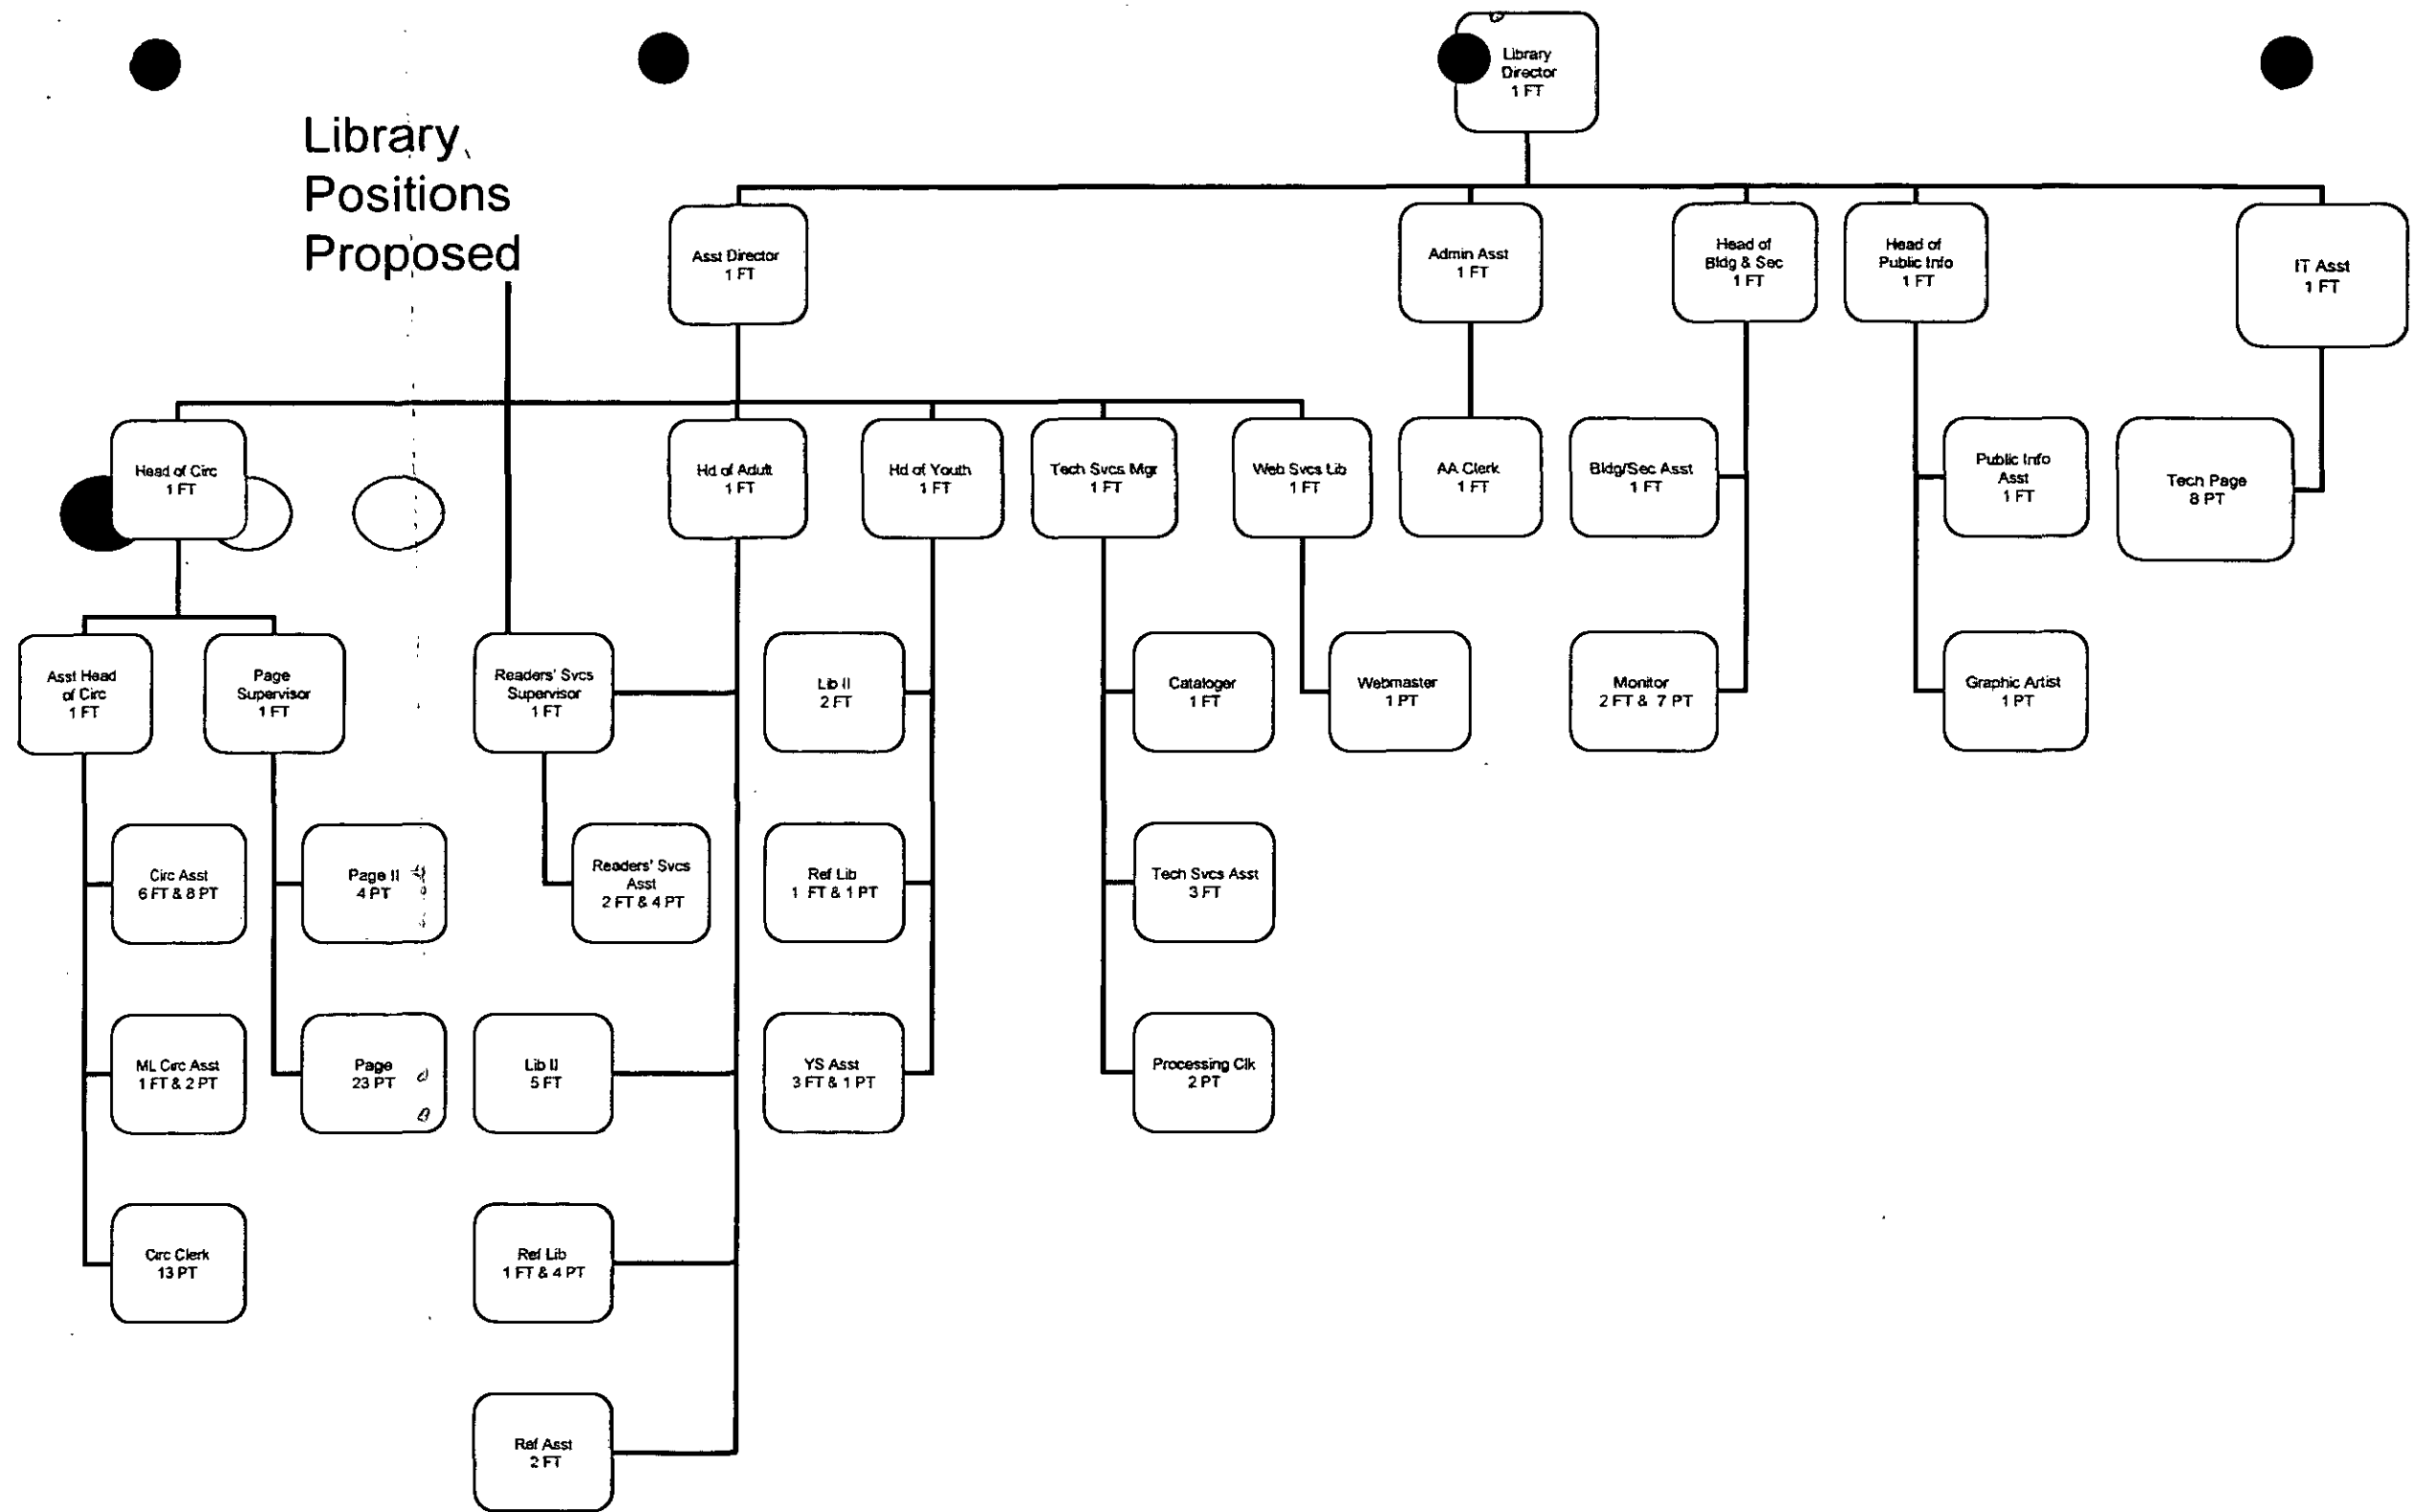 Library
Positions
Proposed
Library
Director
1 FT
Asst Director
1 FT
Admin Asst
1 FT
Head of
Bldg & Sec
1 FT
Head of
Public Info
1 FT
IT Asst
1 FT
Head of Circ
1 FT
Hd of Adult
1 FT
Hd of Youth
1 FT
Tech Svcs Mgr
1 FT
Web Svcs Lib
1 FT
AA Clerk
1 FT
Bldg/Sec Asst
1 FT
Public Info
Asst
1 FT
Tech Page
8 PT
Asst Head
of Circ
1 FT
Page
Supervisor
1 FT
Readers' Svcs
Supervisor
1 FT
Lib II
2 FT
Cataloger
1 FT
Webmaster
1 PT
Monitor
2 FT & 7 PT
Graphic Artist
1 PT
Circ Asst
6 FT & 8 PT
Page II
4 PT
Readers' Svcs
Asst
2 FT & 4 PT
Ref Lib
1 FT & 1 PT
Tech Svcs Asst
3 FT
ML Circ Asst
1 FT & 2 PT
Page
23 PT
Lib II
5 FT
YS Asst
3 FT & 1 PT
Processing Clk
2 PT
Circ Clerk
13 PT
Ref Lib
1 FT & 4 PT
Ref Asst
2 FT